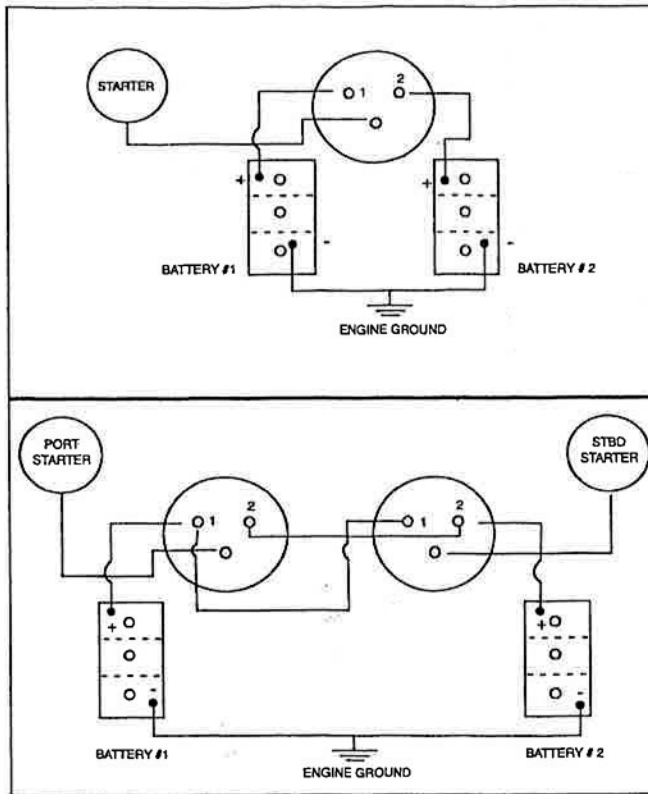 STARTER
1
2
+
-
+
-
BATTERY #1
BATTERY # 2
ENGINE GROUND
PORT
STARTER
STBD
STARTER
1
2
1
2
+
-
+
-
BATTERY #1
BATTERY # 2
ENGINE GROUND